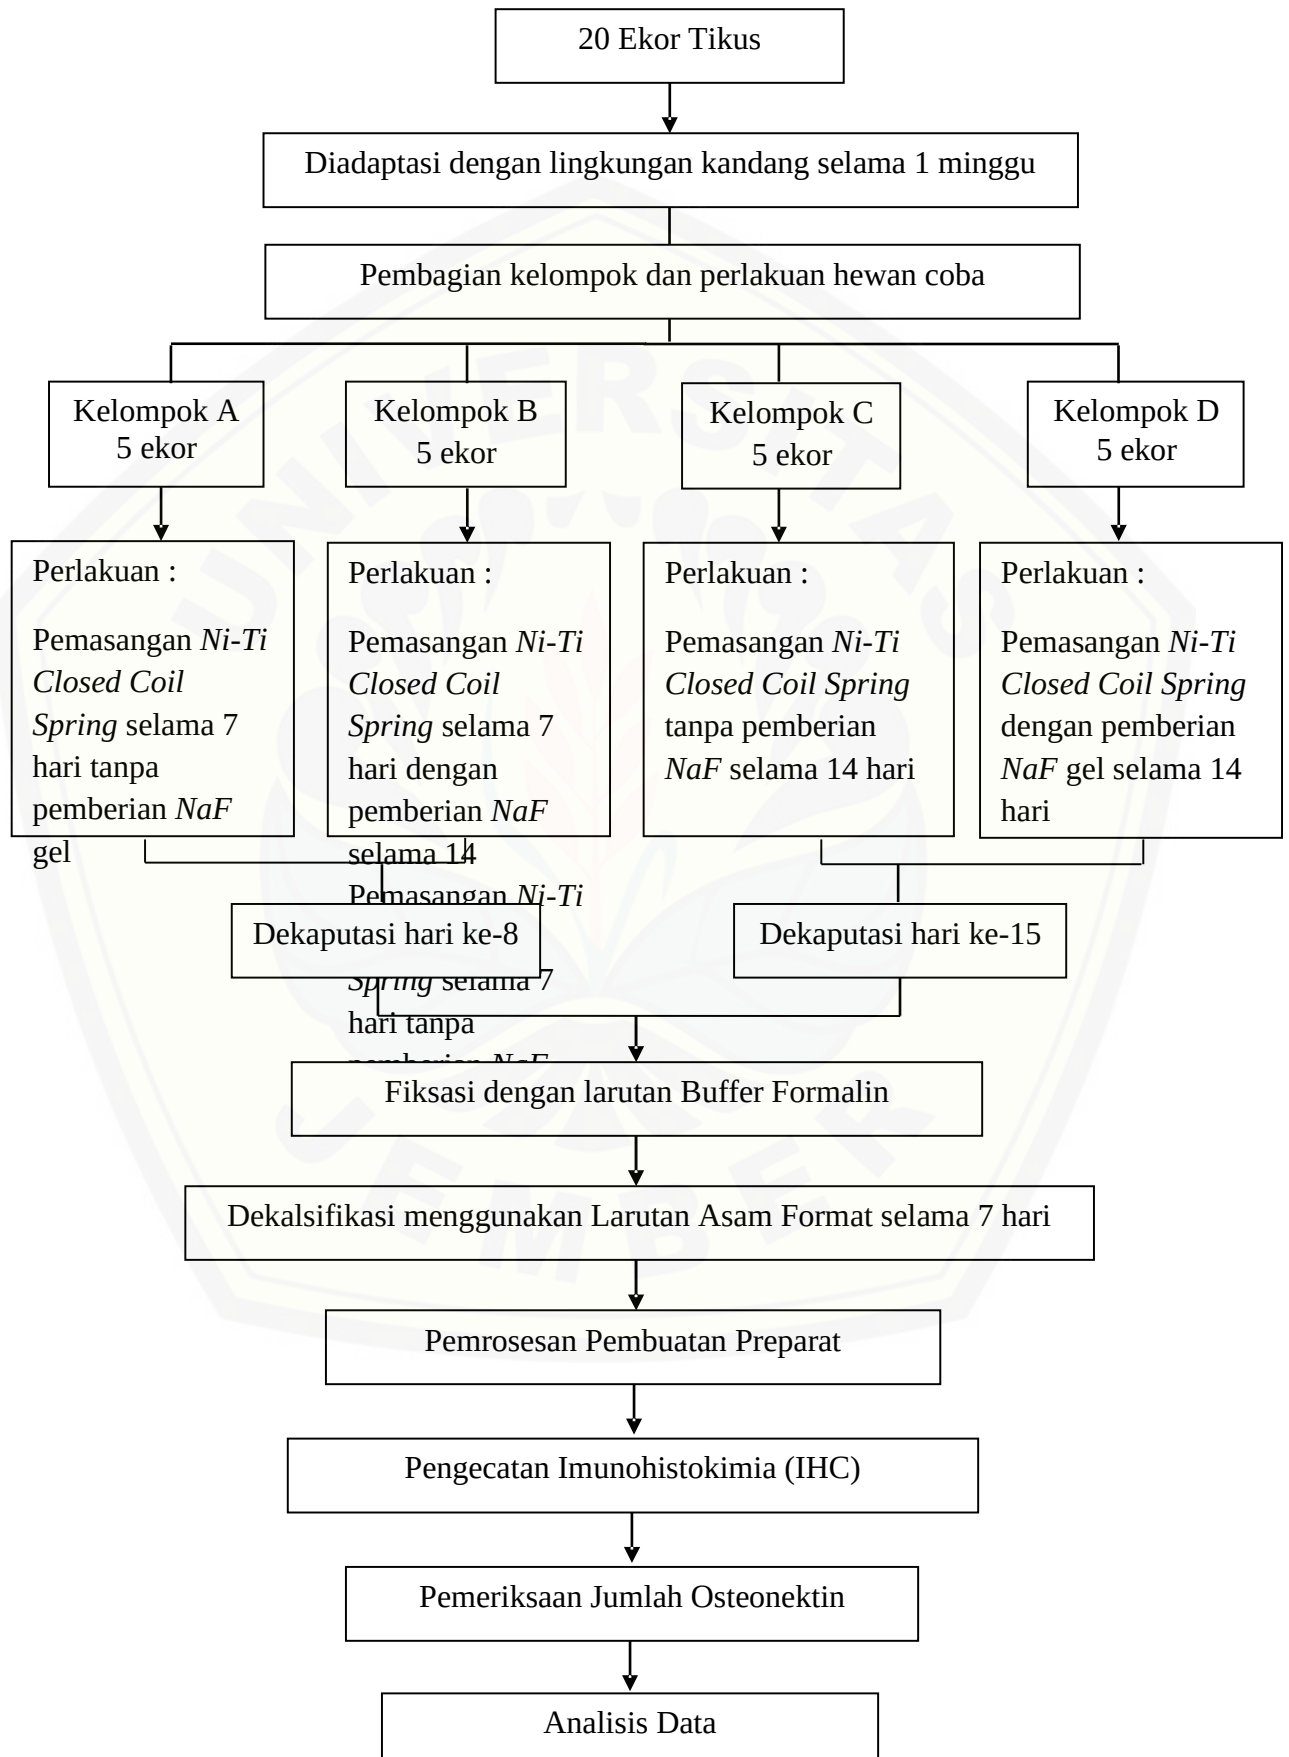 20 Ekor Tikus
Diadaptasi dengan lingkungan kandang selama 1 minggu
Pembagian kelompok dan perlakuan hewan coba
Kelompok A
5 ekor
Kelompok B
5 ekor
Kelompok C
5 ekor
Kelompok D
5 ekor
Perlakuan :
Pemasangan Ni-Ti
Closed Coil
Spring selama 7
hari tanpa
pemberian NaF
gel
Perlakuan :
Pemasangan Ni-Ti
Closed Coil
Spring selama 7
hari dengan
pemberian NaF
selama 14
Pemasangan Ni-Ti
Spring selama 7
hari tanpa
pemberian NaF
Perlakuan :
Pemasangan Ni-Ti
Closed Coil Spring
tanpa pemberian
NaF selama 14 hari
Perlakuan :
Pemasangan Ni-Ti
Closed Coil Spring
dengan pemberian
NaF gel selama 14
hari
Dekaputasi hari ke-8
Dekaputasi hari ke-15
Fiksasi dengan larutan Buffer Formalin
Dekalsifikasi menggunakan Larutan Asam Format selama 7 hari
Pemrosesan Pembuatan Preparat
Pengecatan Imunohistokimia (IHC)
Pemeriksaan Jumlah Osteonektin
Analisis Data
UNIVERSITAS
JEMBER